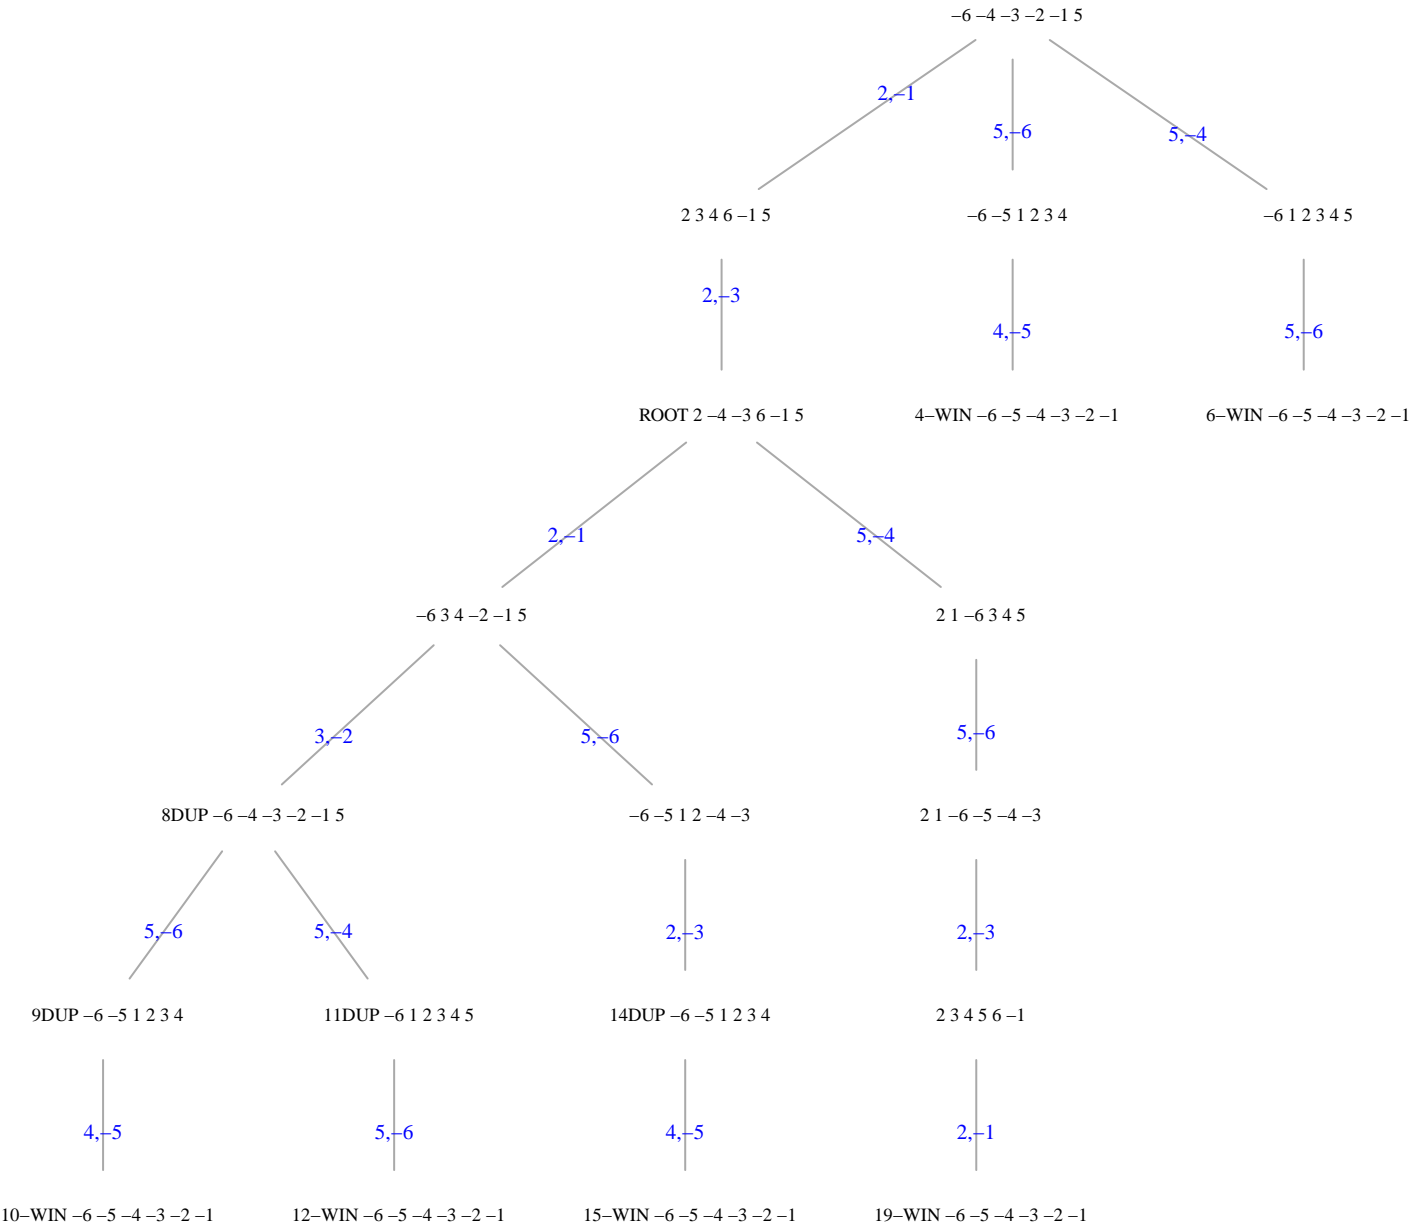 –6 –4 –3 –2 –1 5
2,–1
5,–6
5,–4
2 3 4 6 –1 5
–6 –5 1 2 3 4
–6 1 2 3 4 5
2,–3
4,–5
5,–6
ROOT 2 –4 –3 6 –1 5
4–WIN –6 –5 –4 –3 –2 –1
6–WIN –6 –5 –4 –3 –2 –1
2,–1
5,–4
–6 3 4 –2 –1 5
2 1 –6 3 4 5
3,–2
5,–6
5,–6
8DUP –6 –4 –3 –2 –1 5
–6 –5 1 2 –4 –3
2 1 –6 –5 –4 –3
5,–6
5,–4
2,–3
2,–3
9DUP –6 –5 1 2 3 4
11DUP –6 1 2 3 4 5
14DUP –6 –5 1 2 3 4
2 3 4 5 6 –1
4,–5
5,–6
4,–5
2,–1
10–WIN –6 –5 –4 –3 –2 –1
12–WIN –6 –5 –4 –3 –2 –1
15–WIN –6 –5 –4 –3 –2 –1
19–WIN –6 –5 –4 –3 –2 –1